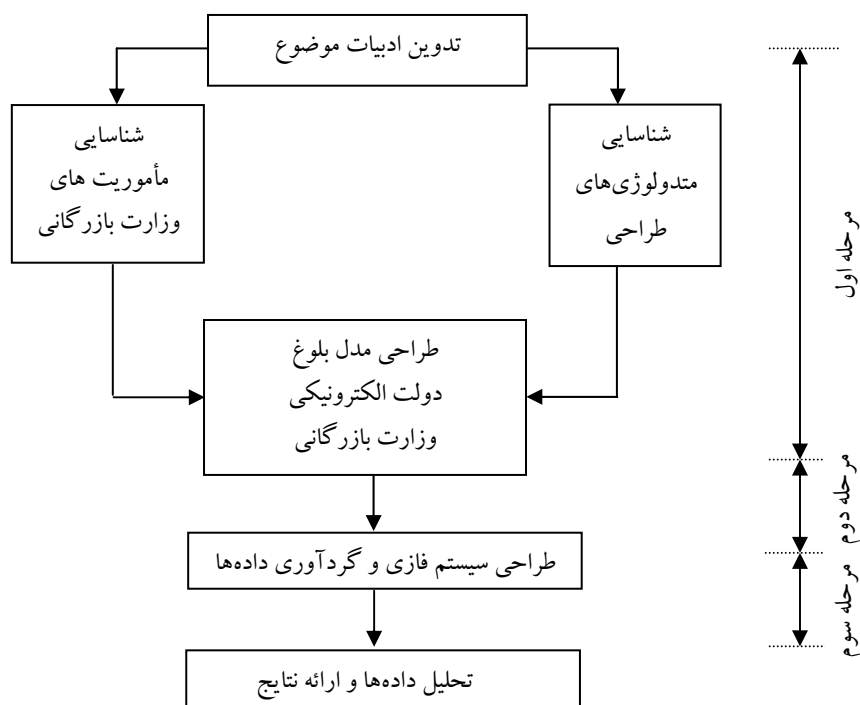 تدوین ادبیات موضوع
شناسایی
متدولوژی‌های
طراحی
شناسایی
مأموریت های
وزارت بازرگانی
طراحی مدل بلوغ
دولت الکترونیکی
وزارت بازرگانی
طراحی سیستم فازی و گردآوری داده‌ها
تحلیل داده‌ها و ارائه نتایج
مرحله اول
مرحله دوم
مرحله سوم